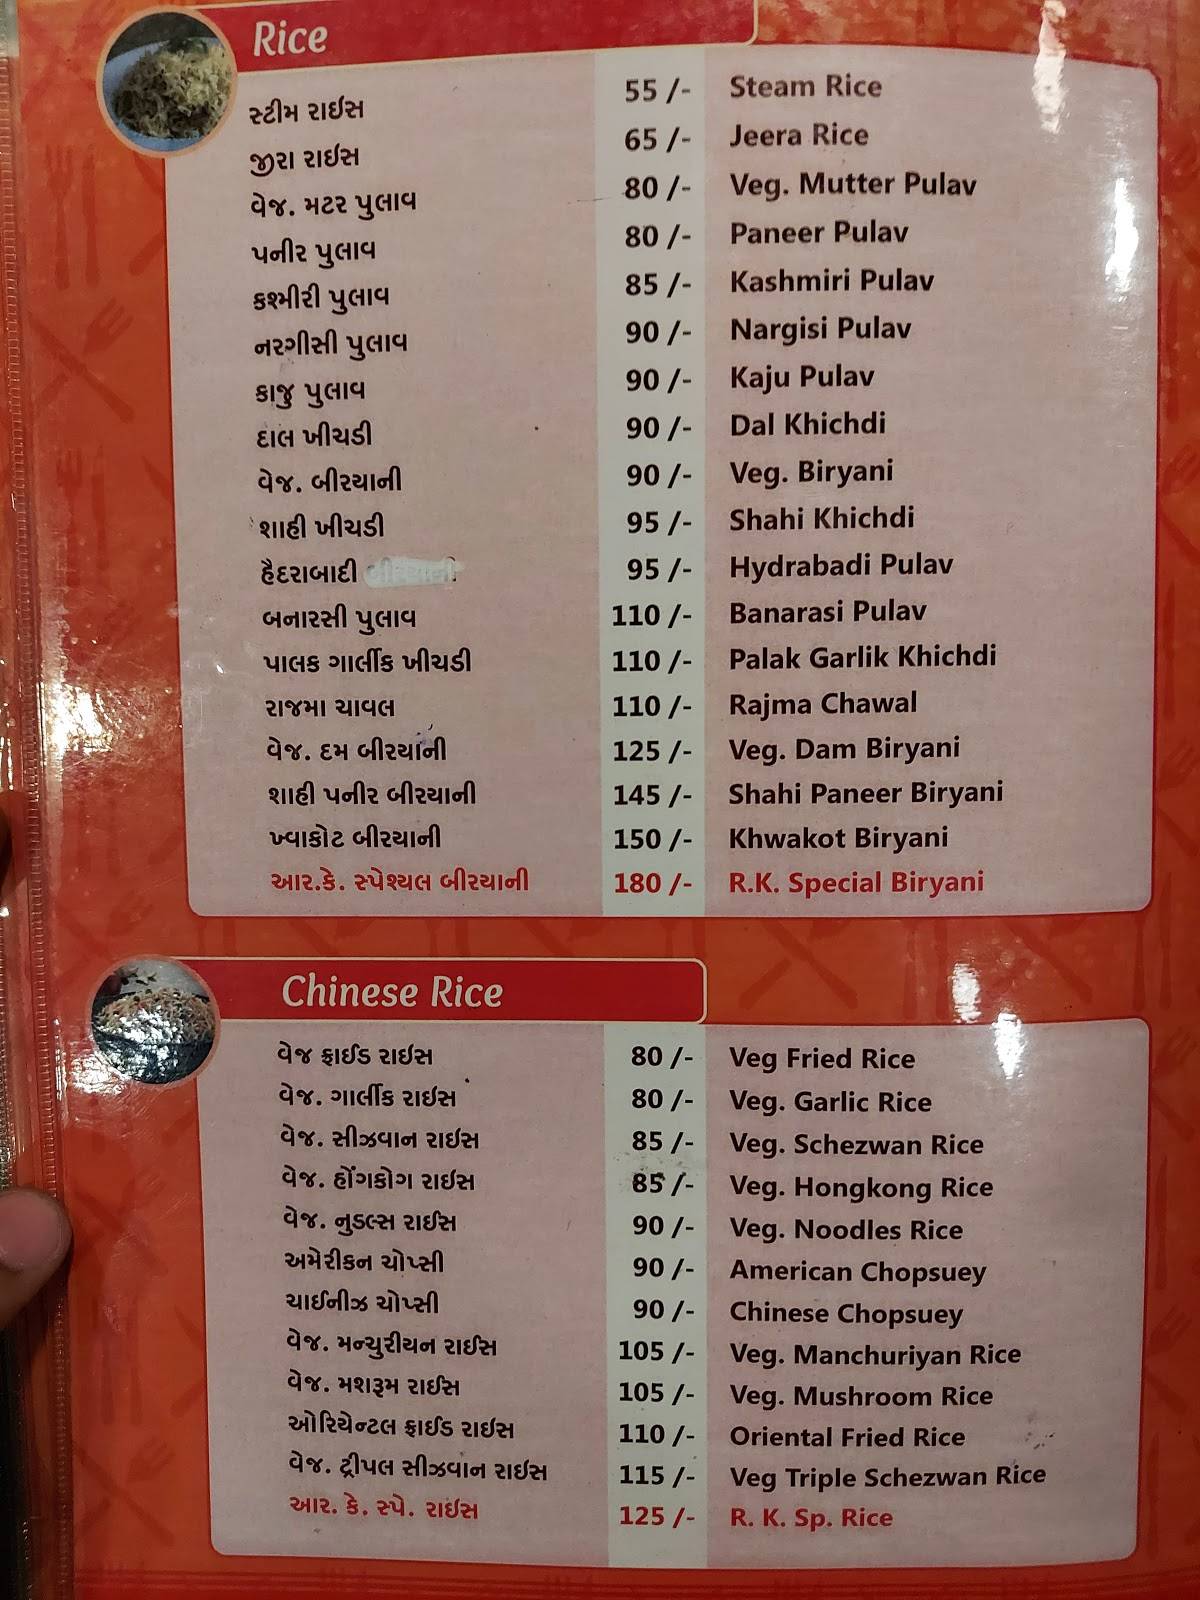 Rice
સ્ટીમ રાઈસ 55 /- Steam Rice
જીરા રાઈસ 65 /- Jeera Rice
વેજ. મટર પુલાવ 80 /- Veg. Mutter Pulav
પનીર પુલાવ 80 /- Paneer Pulav
કશ્મીરી પુલાવ 85 /- Kashmiri Pulav
નરગીસી પુલાવ 90 /- Nargisi Pulav
કાજુ પુલાવ 90 /- Kaju Pulav
દાલ ખીચડી 90 /- Dal Khichdi
વેજ. બીરયાની 90 /- Veg. Biryani
શાહી ખીચડી 95 /- Shahi Khichdi
હૈદરાબાદી 95 /- Hydrabadi Pulav
બનારસી પુલાવ 110 /- Banarasi Pulav
પાલક ગાર્લીક ખીચડી 110 /- Palak Garlik Khichdi
રાજમા ચાવલ 110 /- Rajma Chawal
વેજ. દમ બીરયાની 125 /- Veg. Dam Biryani
શાહી પનીર બીરયાની 145 /- Shahi Paneer Biryani
ખ્વાકોટ બીરયાની 150 /- Khwakot Biryani
આર.કે. સ્પેશ્યલ બીરયાની 180 /- R.K. Special Biryani
Chinese Rice
વેજ ફ્રાઈડ રાઈસ 80 /- Veg Fried Rice
વેજ. ગાર્લીક રાઈસ 80 /- Veg. Garlic Rice
વેજ. સીઝવાન રાઈસ 85 /- Veg. Schezwan Rice
વેજ. હોંગકોગ રાઈસ 85 /- Veg. Hongkong Rice
વેજ. નુડલ્સ રાઈસ 90 /- Veg. Noodles Rice
અમેરીકન ચોપ્સી 90 /- American Chopsuey
ચાઈનીઝ ચોપ્સી 90 /- Chinese Chopsuey
વેજ. મન્ચુરીયન રાઈસ 105 /- Veg. Manchuriyan Rice
વેજ. મશરૂમ રાઈસ 105 /- Veg. Mushroom Rice
ઓરિયેન્ટલ ફ્રાઈડ રાઈસ 110 /- Oriental Fried Rice
વેજ. ટ્રીપલ સીઝવાન રાઈસ 115 /- Veg Triple Schezwan Rice
આર. કે. સ્પે. રાઈસ 125 /- R. K. Sp. Rice